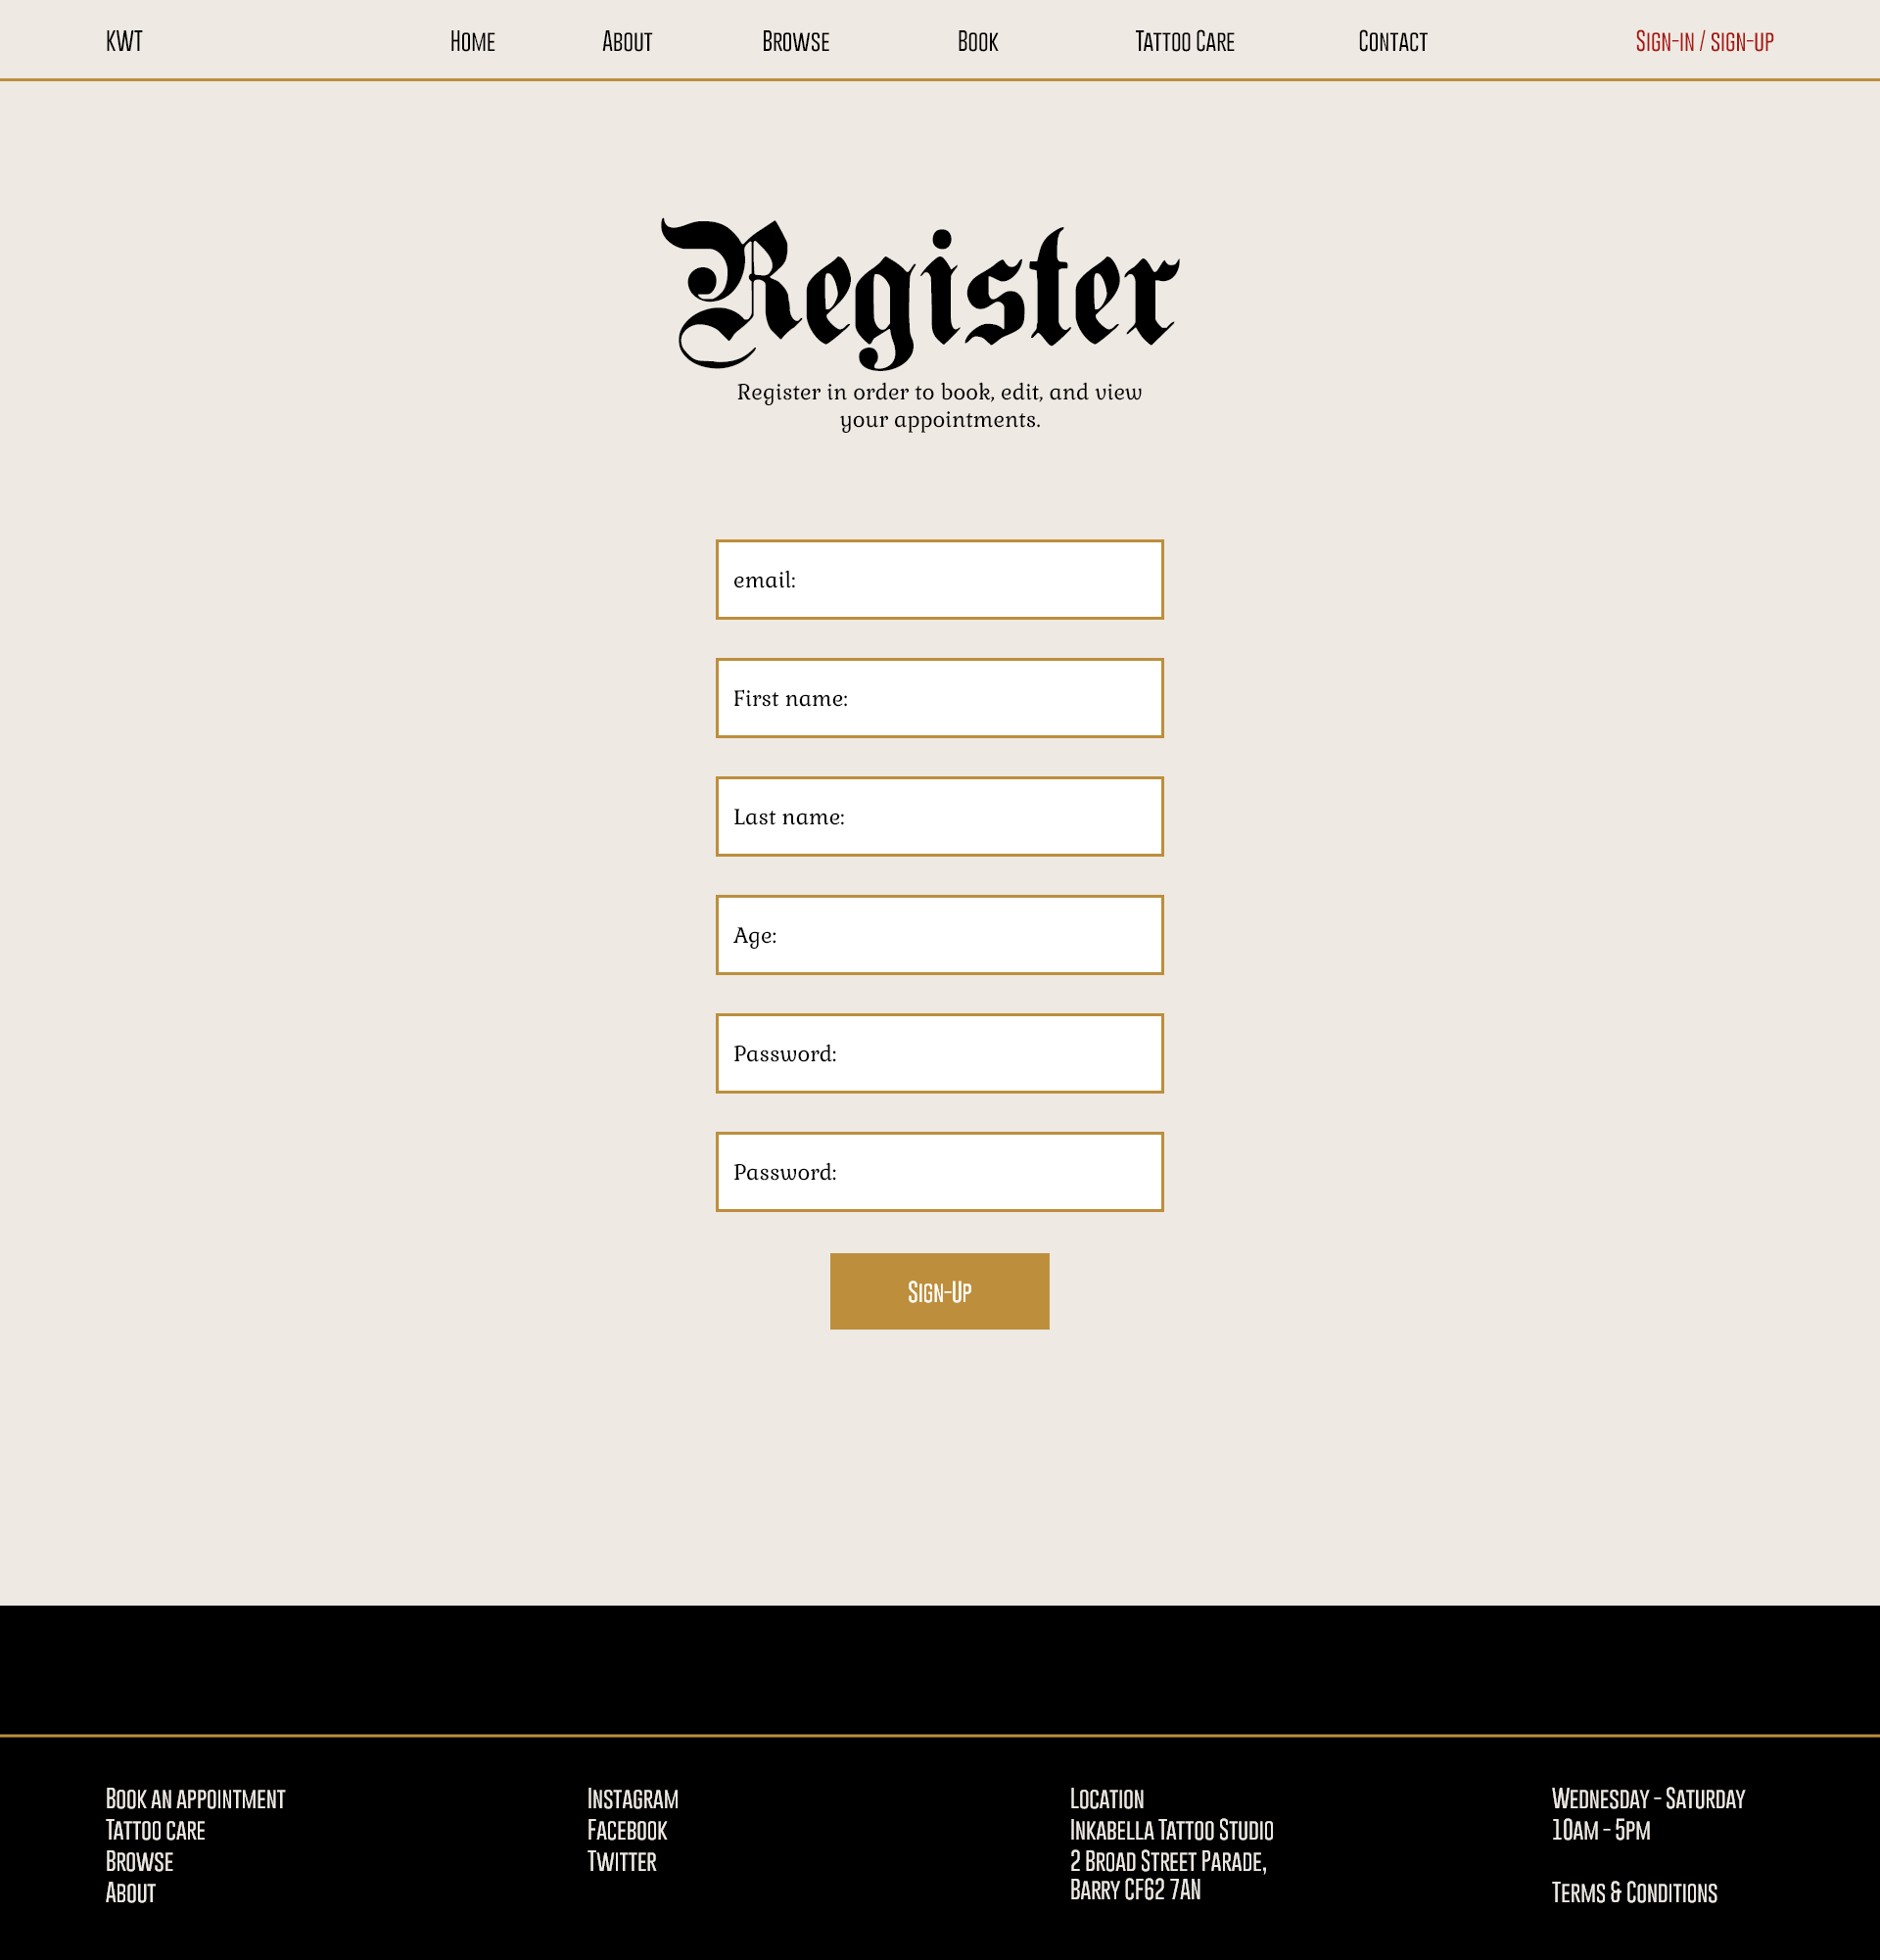 KWT
Home
About
Browse
Book
Tattoo Care
Contact
Sign-in / sign-up
Register
Register in order to book, edit, and view
your appointments.
email:
First name:
Last name:
Age:
Password:
Password:
Sign-Up
Book an appointment
Tattoo care
Browse
About
Instagram
Facebook
Twitter
Location
Inkabella Tattoo Studio
2 Broad Street Parade,
Barry CF62 7AN
Wednesday - Saturday
10am - 5pm
Terms & Conditions